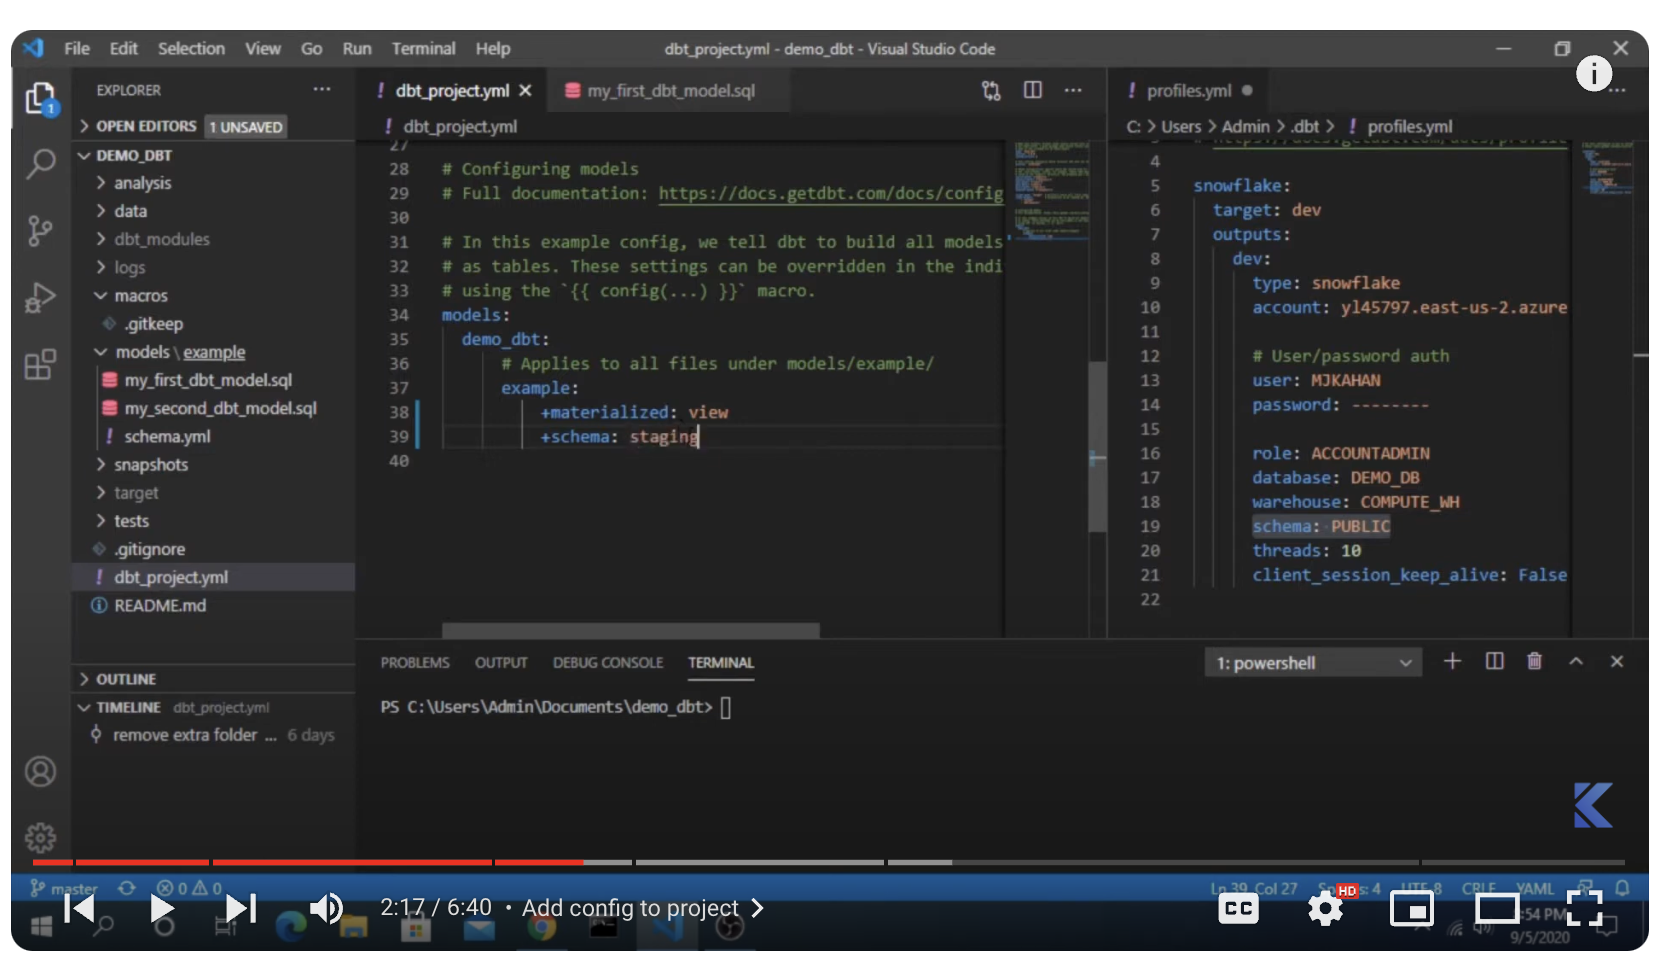 File Edit Selection View Go Run Terminal Help
dbt_project.yml - demo_dbt - Visual Studio Code
EXPLORER
OPEN EDITORS 1 UNSAVED
DEMO_DBT
analysis
data
dbt_modules
logs
macros
.gitkeep
models \ example
my_first_dbt_model.sql
my_second_dbt_model.sql
schema.yml
snapshots
target
tests
.gitignore
dbt_project.yml
README.md
OUTLINE
TIMELINE dbt_project.yml
remove extra folder ... 6 days
dbt_project.yml
my_first_dbt_model.sql
dbt_project.yml
27
28 # Configuring models
29 # Full documentation: https://docs.getdbt.com/docs/config
30
31 # In this example config, we tell dbt to build all models
32 # as tables. These settings can be overridden in the indi
33 # using the `{{ config(...) }}` macro.
34 models:
35 demo_dbt:
36 # Applies to all files under models/example/
37 example:
38 +materialized: view
39 +schema: staging
40
profiles.yml
C: > Users > Admin > .dbt > ! profiles.yml
4
5 snowflake:
6 target: dev
7 outputs:
8 dev:
9 type: snowflake
10 account: yl45797.east-us-2.azure
11
12 # User/password auth
13 user: MJKAHAN
14 password: --------
15
16 role: ACCOUNTADMIN
17 database: DEMO_DB
18 warehouse: COMPUTE_WH
19 schema: PUBLIC
20 threads: 10
21 client_session_keep_alive: False
22
PROBLEMS OUTPUT DEBUG CONSOLE TERMINAL
1: powershell
PS C:\Users\Admin\Documents\demo_dbt>
master 0 0
Ln 39, Col 27 4 UTF-8 CRLF YAML
2:17 / 6:40 • Add config to project
CC
HD
:54 PM
9/5/2020